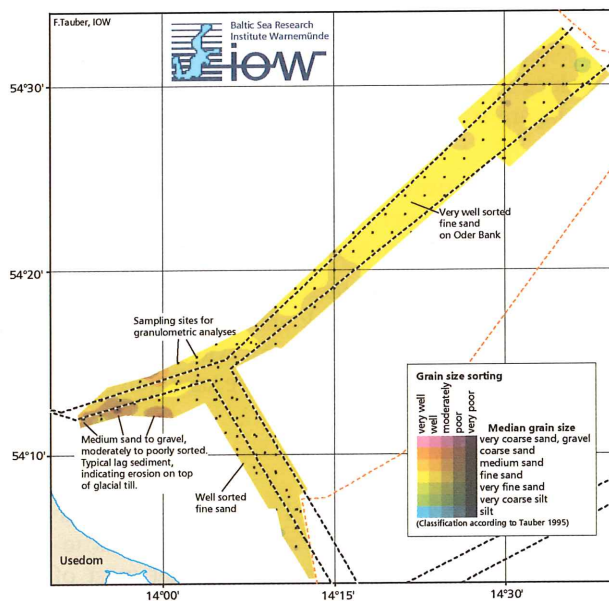 F.Tauber, IOW
Baltic Sea Research
Institute Warnemünde
IOW
54°30'
54°20'
54°10'
Very well sorted
fine sand
on Oder Bank
Sampling sites for
granulometric analyses
Medium sand to gravel,
moderately to poorly sorted.
Typical lag sediment,
indicating erosion on top
of glacial till.
Well sorted
fine sand
Usedom
Grain size sorting
very well
well
moderately
poor
very poor
Median grain size
very coarse sand, gravel
coarse sand
medium sand
fine sand
very fine sand
very coarse silt
silt
(Classification according to Tauber 1995)
14°00'
14°15'
14°30'